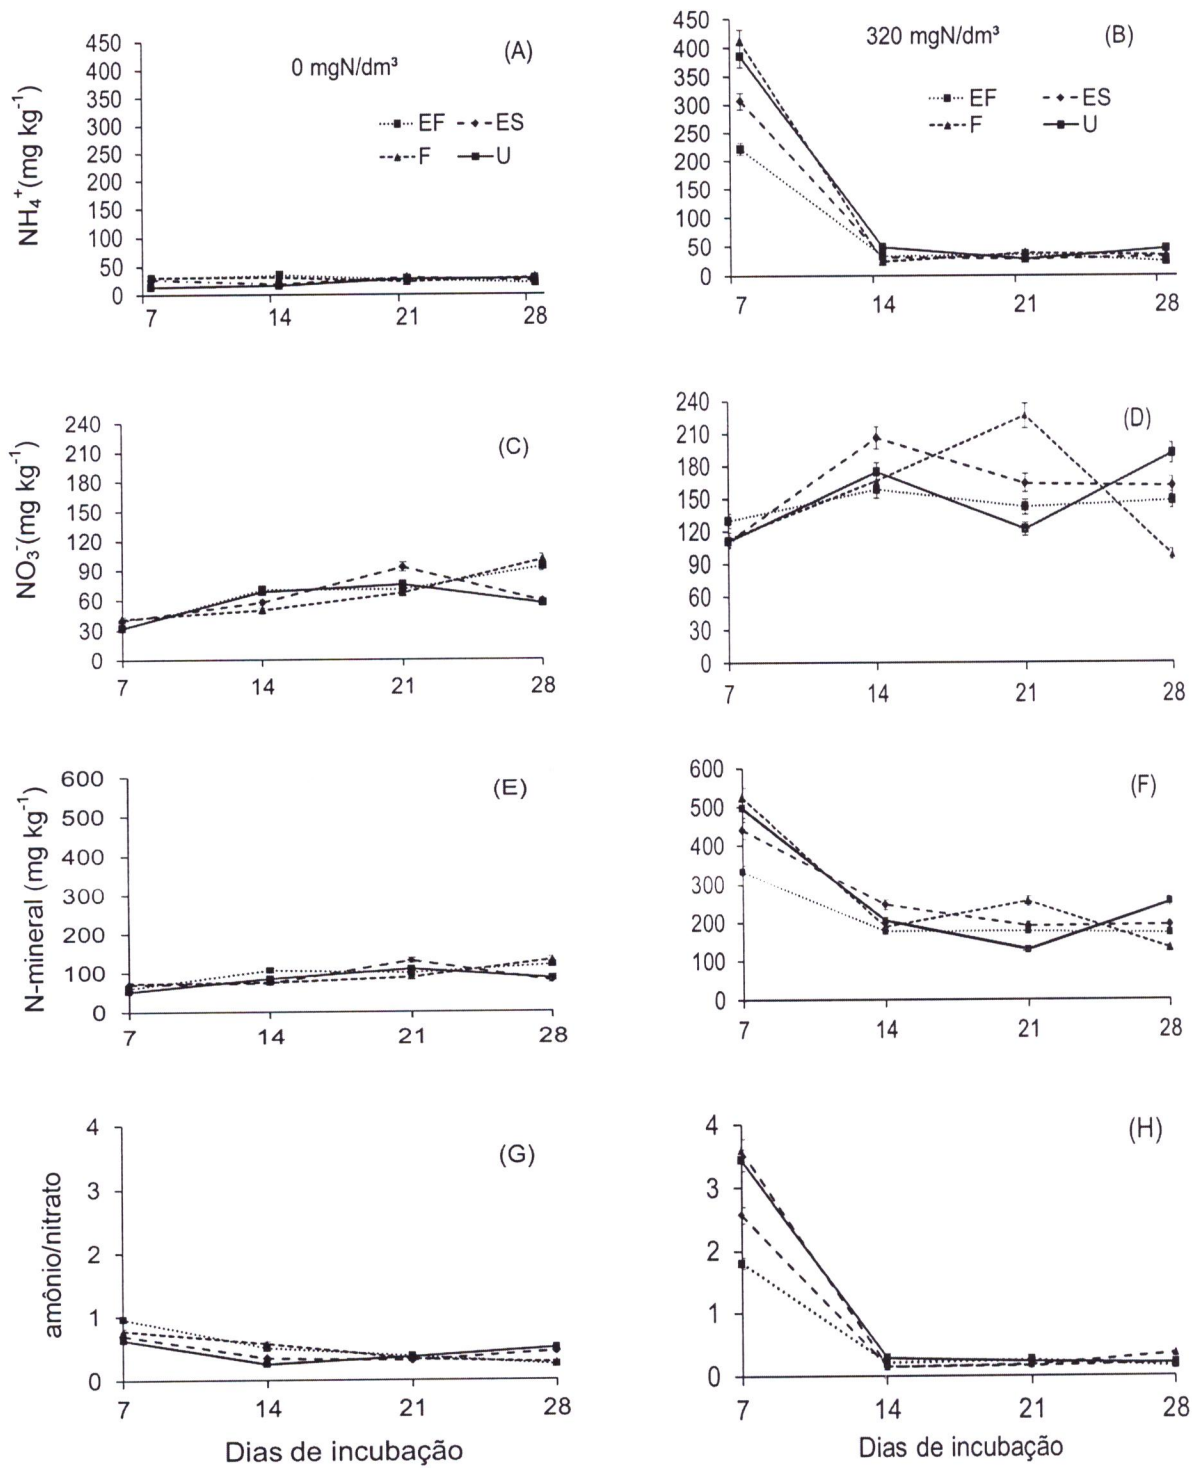 (A)
0 mgN/dm³
EF ES
F U
NH₄⁺(mg kg⁻¹)
450
400
350
300
250
200
150
100
50
0
7 14 21 28
(B)
320 mgN/dm³
EF ES
F U
450
400
350
300
250
200
150
100
50
0
7 14 21 28
(C)
NO₃⁻(mg kg⁻¹)
240
210
180
150
120
90
60
30
0
7 14 21 28
(D)
240
210
180
150
120
90
60
60
30
0
7 14 21 28
(E)
N-mineral (mg kg⁻¹)
600
500
400
300
200
100
0
7 14 21 28
(F)
600
500
400
300
200
100
0
7 14 21 28
(G)
amônio/nitrato
4
3
2
1
0
7 14 21 28
Dias de incubação
(H)
4
3
2
1
0
7 14 21 28
Dias de incubação